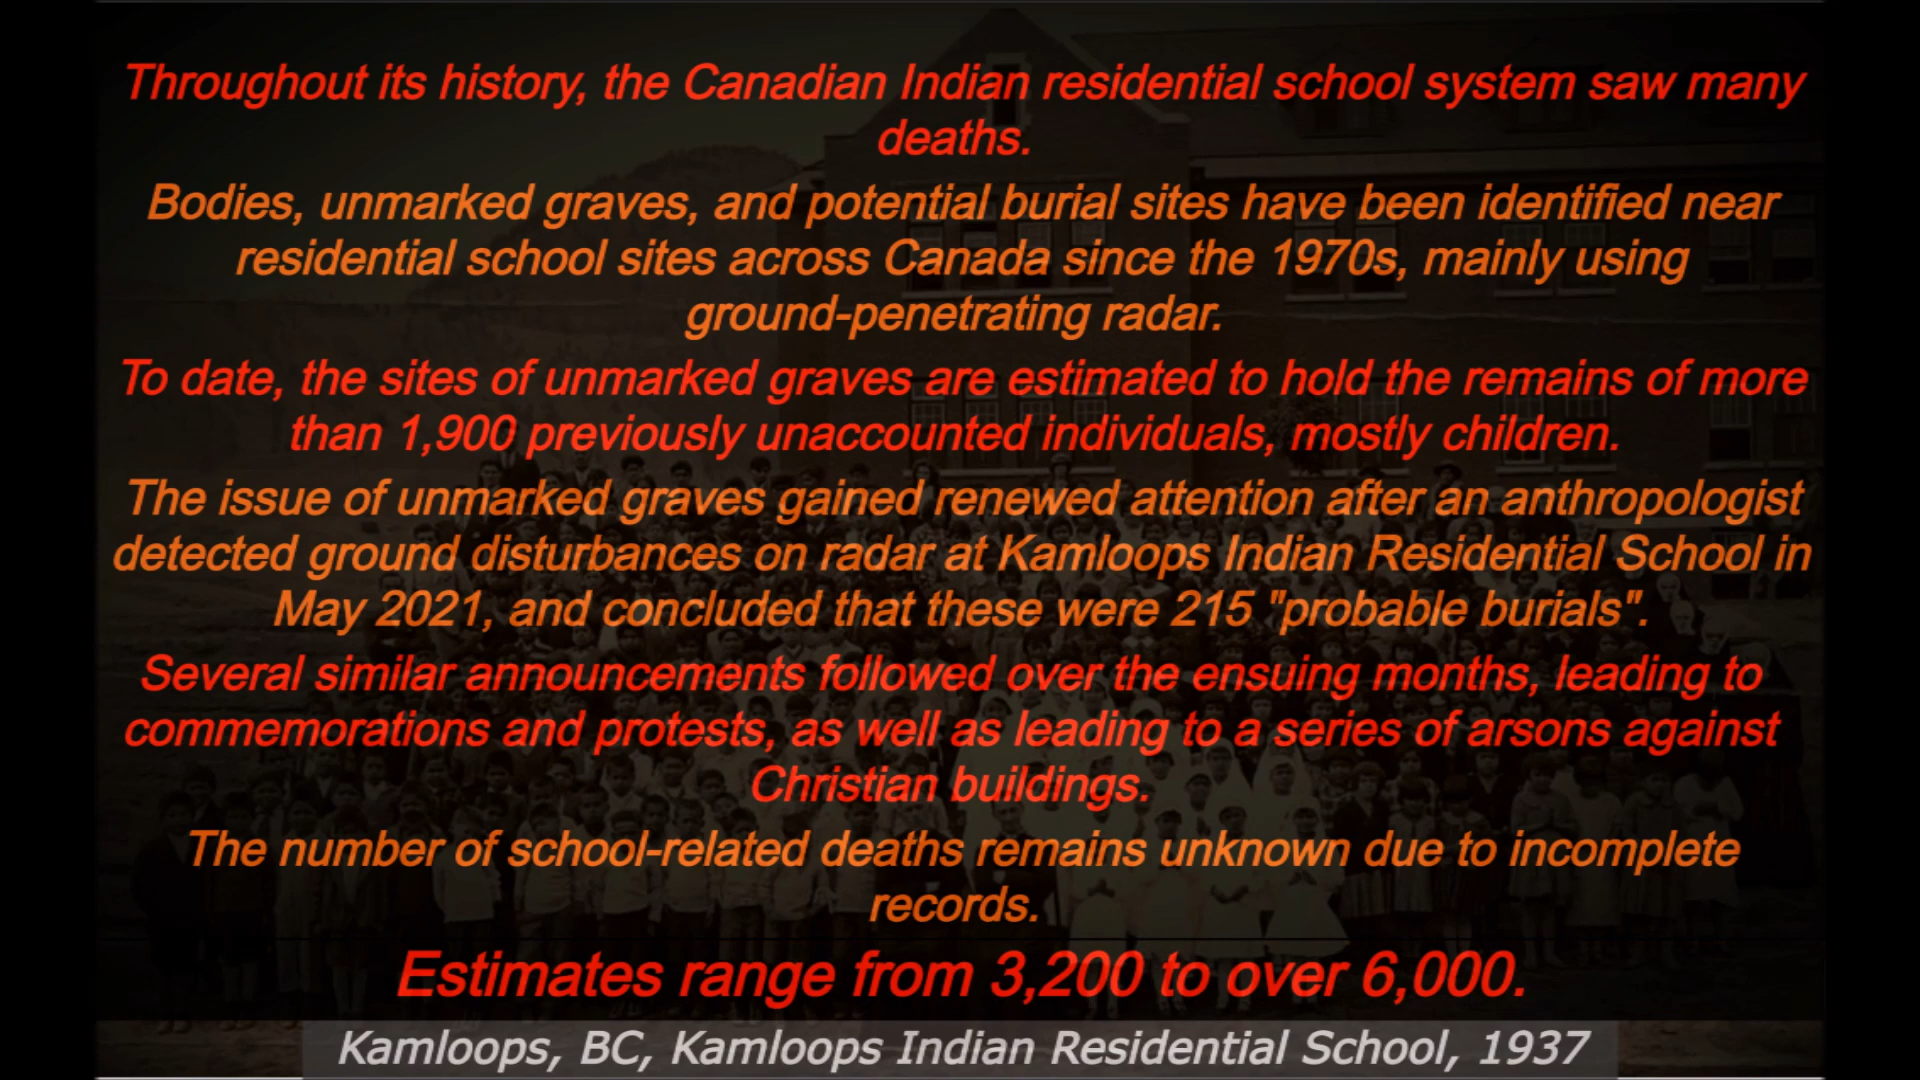 Throughout its history, the Canadian Indian residential school system saw many
deaths.
Bodies, unmarked graves, and potential burial sites have been identified near
residential school sites across Canada since the 1970s, mainly using
ground-penetrating radar.
To date, the sites of unmarked graves are estimated to hold the remains of more
than 1,900 previously unaccounted individuals, mostly children.
The issue of unmarked graves gained renewed attention after an anthropologist
detected ground disturbances on radar at Kamloops Indian Residential School in
May 2021, and concluded that these were 215 "probable burials".
Several similar announcements followed over the ensuing months, leading to
commemorations and protests, as well as leading to a series of arsons against
Christian buildings.
The number of school-related deaths remains unknown due to incomplete
records.
Estimates range from 3,200 to over 6,000.
Kamloops, BC, Kamloops Indian Residential School, 1937